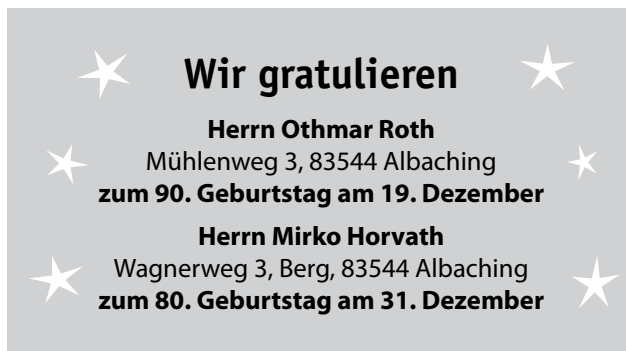 Wir gratulieren
Herrn Othmar Roth
Mühlenweg 3, 83544 Albaching
zum 90. Geburtstag am 19. Dezember
Herrn Mirko Horvath
Wagnerweg 3, Berg, 83544 Albaching
zum 80. Geburtstag am 31. Dezember